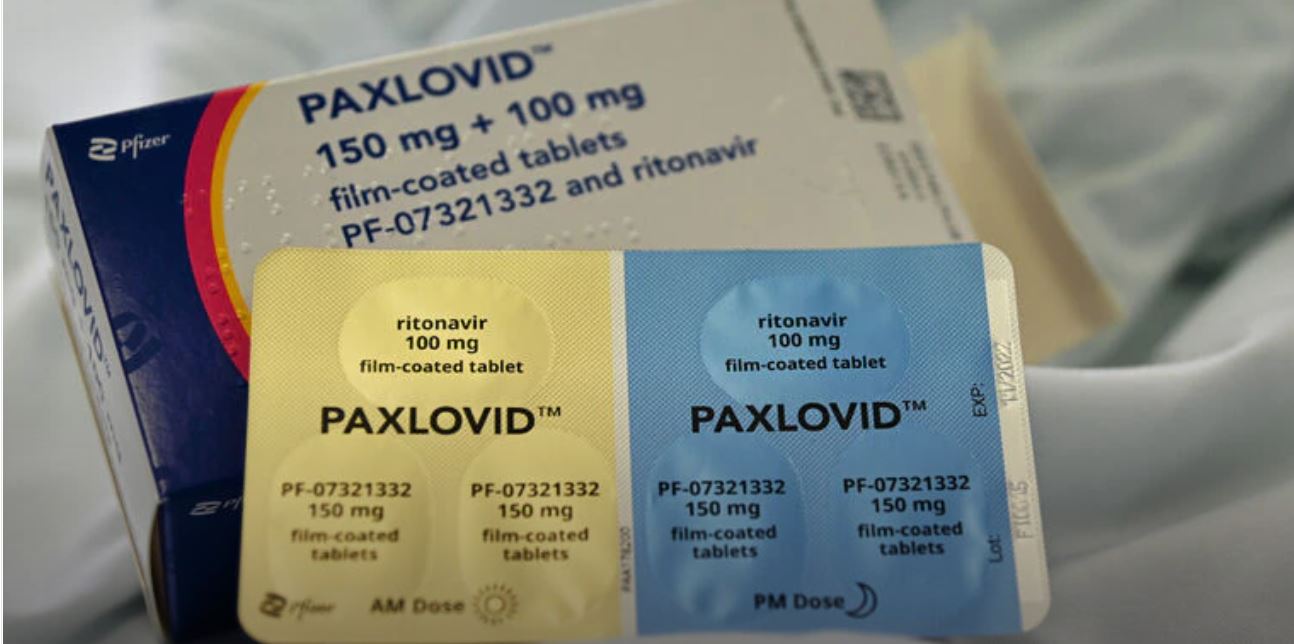 Pfizer
PAXLOVID™
150 mg + 100 mg
film-coated tablets
PF-07321332 and ritonavir
PAXLOVID™
ritonavir
100 mg
film-coated tablet
PAXLOVID™
PF-07321332
150 mg
film-coated
tablets
PF-07321332
150 mg
film-coated
tablets
Pfizer
AM Dose
PAA178200
ritonavir
100 mg
film-coated tablet
PAXLOVID™
PF-07321332
150 mg
film-coated
tablets
PF-07321332
150 mg
film-coated
tablets
PM Dose
EXP:
11/2022
Lot: